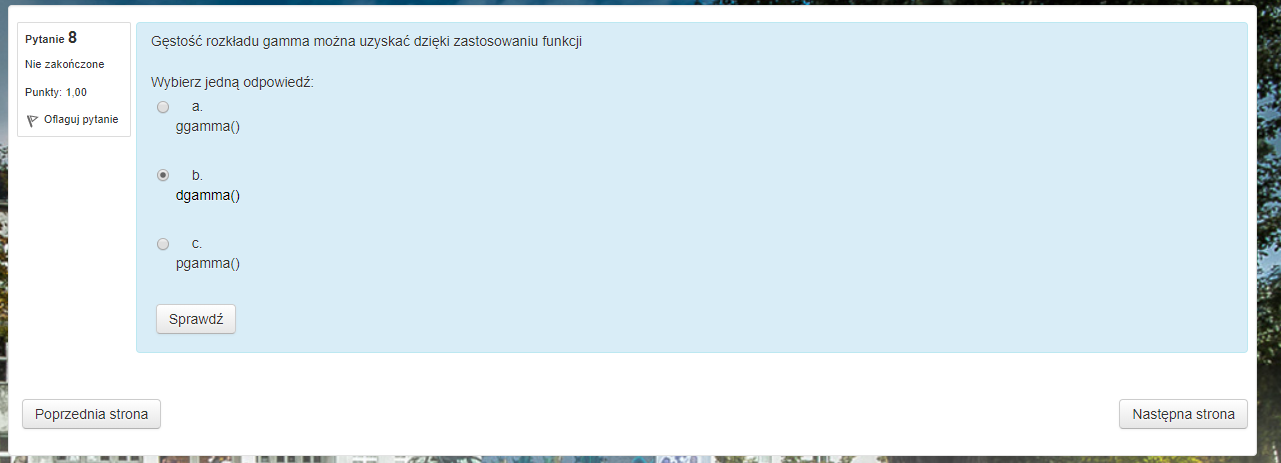 Pytanie 8
Nie zakończone
Punkty: 1,00
Oflaguj pytanie
Gęstość rozkładu gamma można uzyskać dzięki zastosowaniu funkcji
Wybierz jedną odpowiedź:
a.
ggamma()
b.
dgamma()
c.
pgamma()
Sprawdź
Poprzednia strona
Następna strona